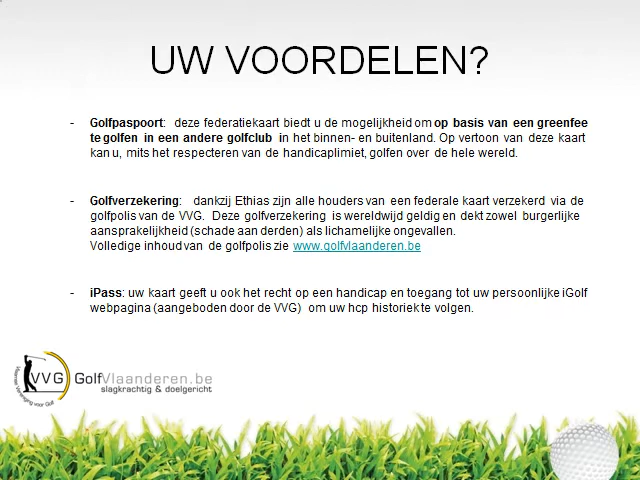 UW VOORDELEN?
- Golfpaspoort: deze federatiekaart biedt u de mogelijkheid om op basis van een greenfee
te golfen in een andere golfclub in het binnen- en buitenland. Op vertoon van deze kaart
kan u, mits het respecteren van de handicaplimiet, golfen over de hele wereld.
- Golfverzekering: dankzij Ethias zijn alle houders van een federale kaart verzekerd via de
golfpolis van de VVG. Deze golfverzekering is wereldwijd geldig en dekt zowel burgerlijke
aansprakelijkheid (schade aan derden) als lichamelijke ongevallen.
Volledige inhoud van de golfpolis zie www.golfvlaanderen.be
- iPass: uw kaart geeft u ook het recht op een handicap en toegang tot uw persoonlijke iGolf
webpagina (aangeboden door de VVG) om uw hcp historiek te volgen.
VVG GolfVlaanderen.be
slagkrachtig & doelgericht
Vlaamse Vereniging voor Golf